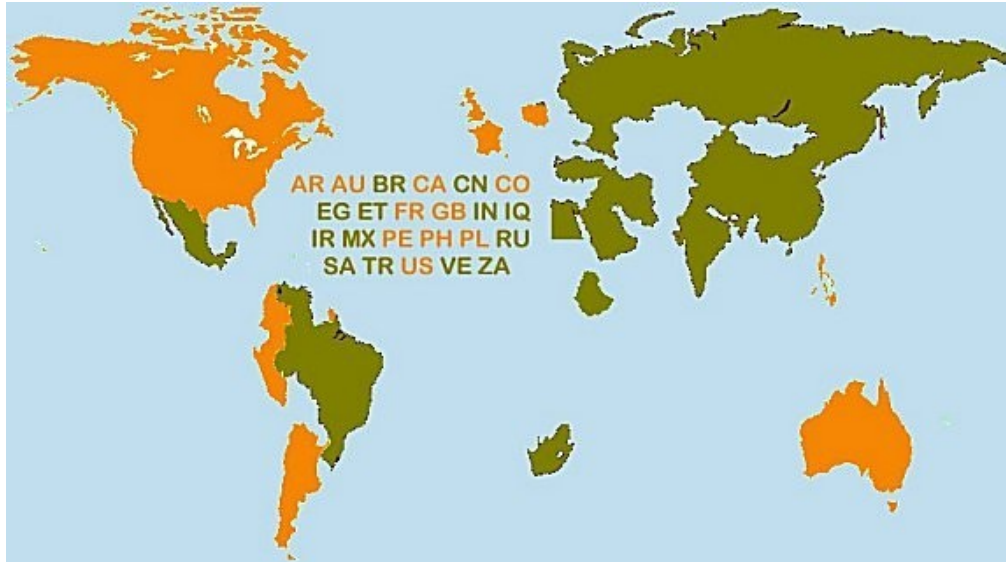 AR AU BR CA CN CO
EG ET FR GB IN IQ
IR MX PE PH PL RU
SA TR US VE ZA